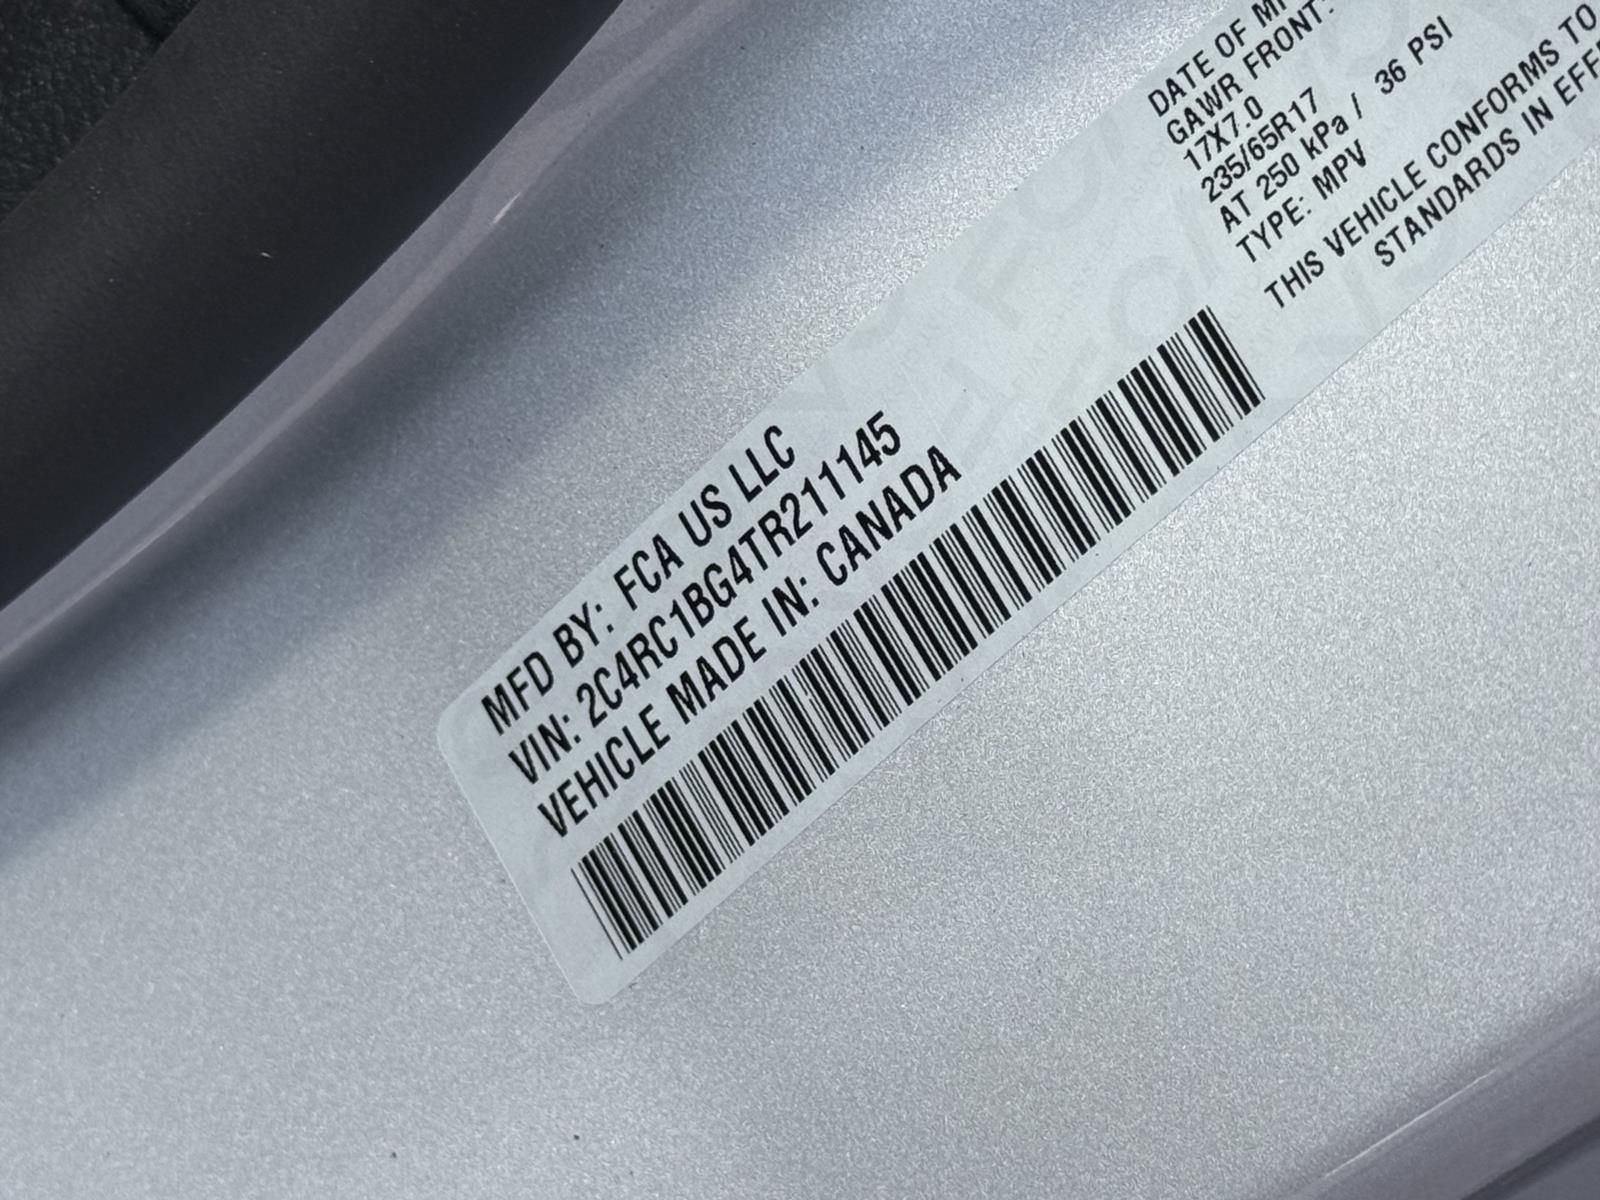 MFD BY: FCA US LLC
VIN: 2C4RC1BG4TR211145
VEHICLE MADE IN: CANADA
DATE OF
GAWR FRONT:
17X7.0
235/65R17
AT 250 kPa / 36 PSI
TYPE: MPV
THIS VEHICLE CONFORMS TO
STANDARDS IN